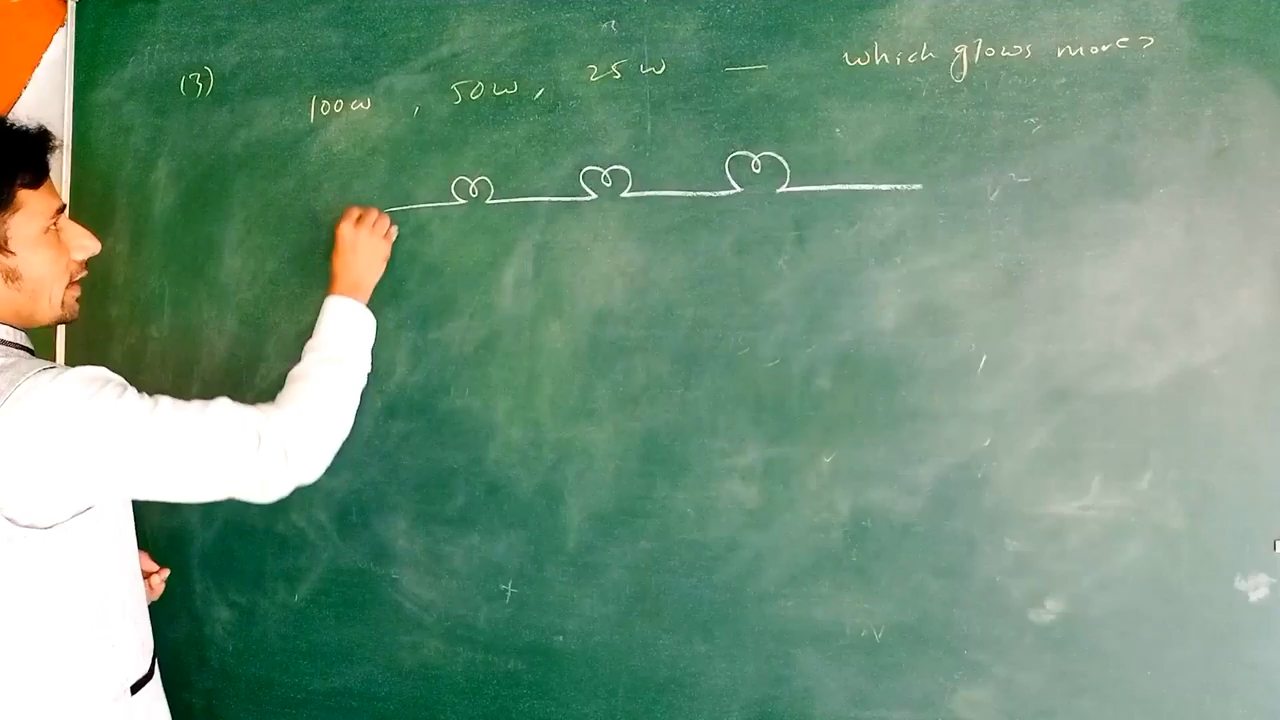 (3) 100w , 50w , 25w — which glows more?